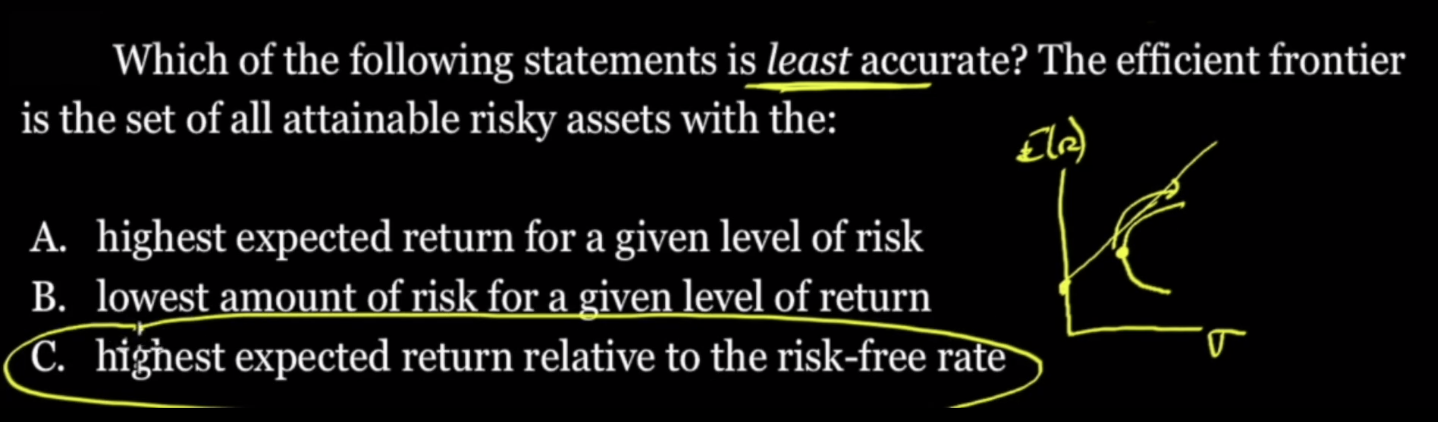 Which of the following statements is least accurate? The efficient frontier
is the set of all attainable risky assets with the:
E(R)
A. highest expected return for a given level of risk
B. lowest amount of risk for a given level of return
C. highest expected return relative to the risk-free rate
σ